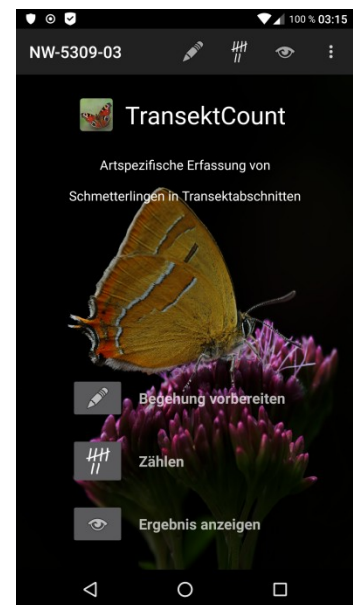 100 % 03:15
NW-5309-03
TransektCount
Artspezifische Erfassung von
Schmetterlingen in Transektabschnitten
Begehung vorbereiten
Zählen
Ergebnis anzeigen